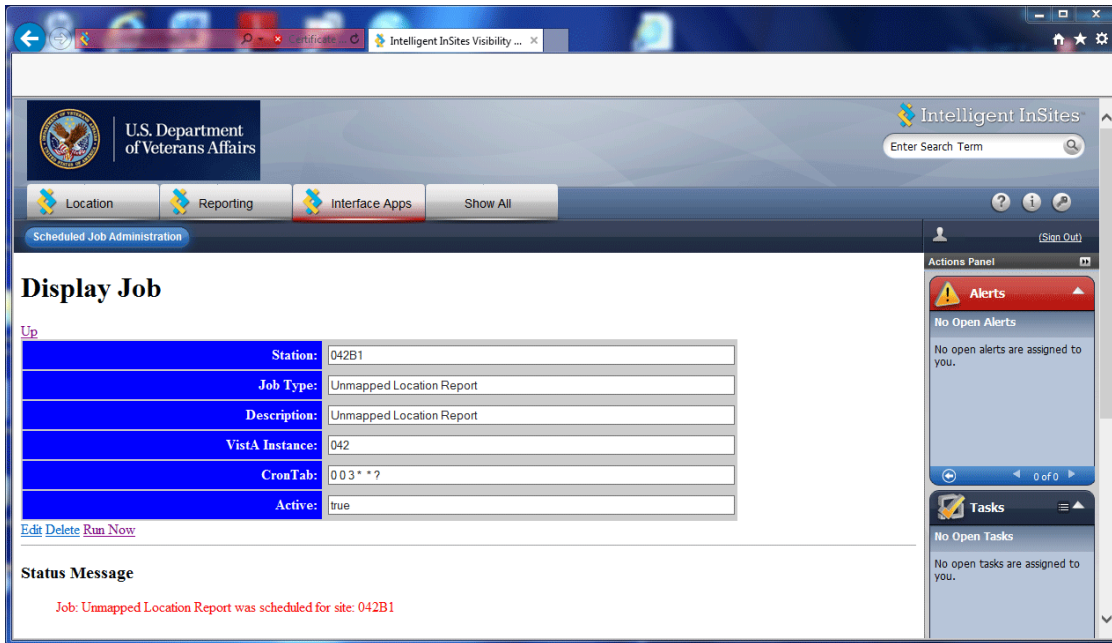 Certificate
Intelligent InSites Visibility ...
U.S. Department
of Veterans Affairs
Intelligent InSites
Enter Search Term
Location
Reporting
Interface Apps
Show All
Scheduled Job Administration
(Sign Out)
Actions Panel
Display Job
Up
Station: 042B1
Job Type: Unmapped Location Report
Description: Unmapped Location Report
VistA Instance: 042
CronTab: 0 0 3 * * ?
Active: true
Edit Delete Run Now
Status Message
Job: Unmapped Location Report was scheduled for site: 042B1
Alerts
No Open Alerts
No open alerts are assigned to
you.
0 of 0
Tasks
No Open Tasks
No open tasks are assigned to
you.